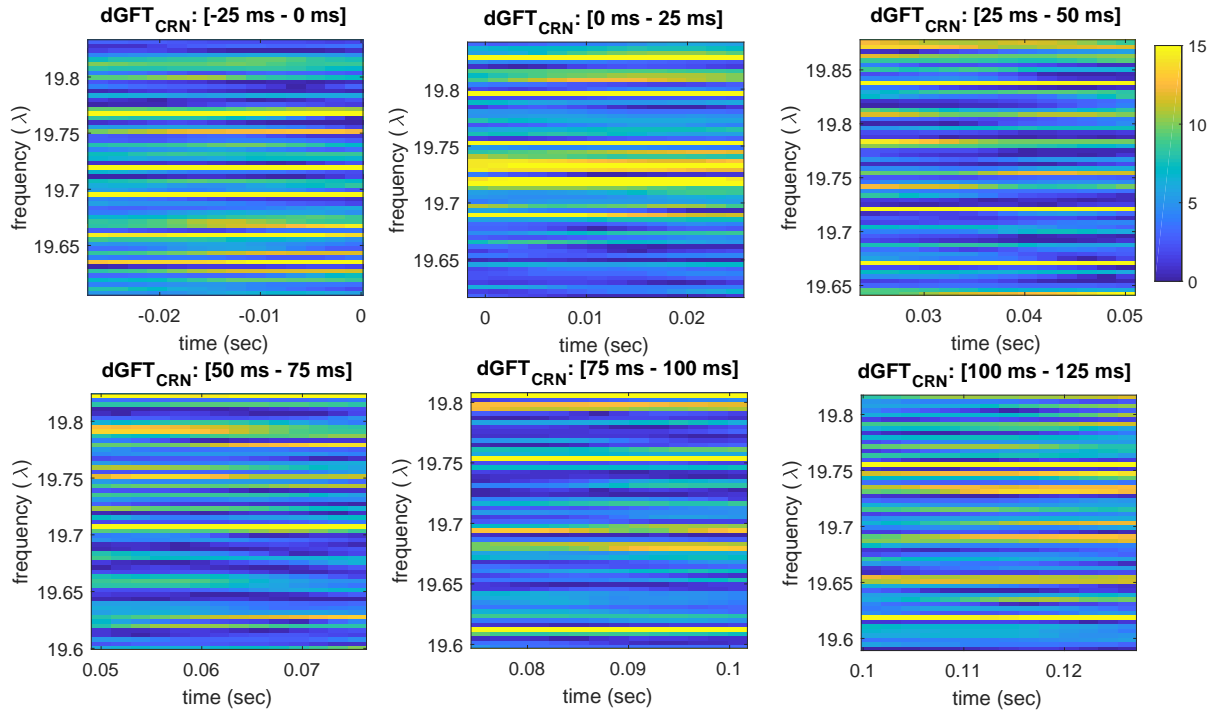 dGFT_CRN: [-25 ms - 0 ms]
dGFT_CRN: [0 ms - 25 ms]
dGFT_CRN: [25 ms - 50 ms]
frequency ( λ)
19.8
19.75
19.7
19.65
-0.02
-0.01
0
time (sec)
frequency ( λ)
19.8
19.75
19.7
19.65
0
0.01
0.02
time (sec)
frequency ( λ)
19.85
19.8
19.75
19.7
19.65
0.03
0.04
0.05
time (sec)
15
10
5
0
dGFT_CRN: [50 ms - 75 ms]
dGFT_CRN: [75 ms - 100 ms]
dGFT_CRN: [100 ms - 125 ms]
frequency ( λ)
19.8
19.75
19.7
19.65
19.6
0.05
0.06
0.07
time (sec)
frequency ( λ)
19.8
19.75
19.7
19.65
19.6
0.08
0.09
0.1
time (sec)
frequency ( λ)
19.8
19.75
19.7
19.65
19.6
0.1
0.11
0.12
time (sec)